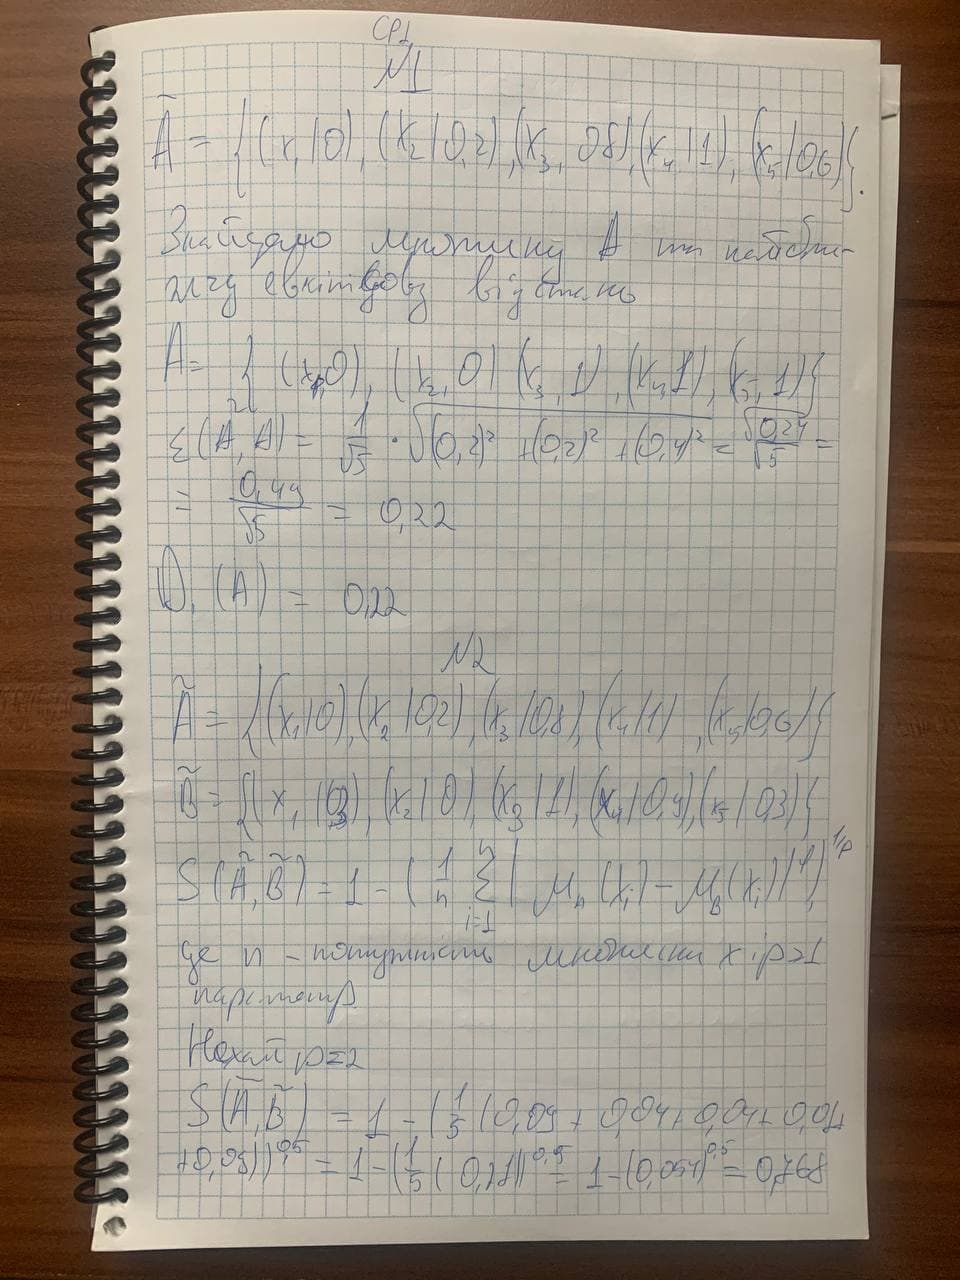 СР1
№1
Ã = {(x₁|0), (x₂|0,2), (x₃, 0,8), (x₄|1), (x₅|0,6)}.
Знайдемо множину A та найбли-
жчу евклідову відстань
A = {(x₁,0), (x₂,0) (x₃,1), (x₄,1), (x₅,1)}
ε(Ã, A) = 1/√5 · √((0,2)² + (0,2)² + (0,4)²) = √0,24/√5 =
= 0,49/√5 = 0,22
(A) = 0,22
№2
Ã = {(x₁|0), (x₂|0,2), (x₃|0,8), (x₄|1), (x₅|0,6)}
B̃ = {(x₁|0,3), (x₂|0), (x₃|1), (x₄|0,9), (x₅|0,3)}
S(Ã,B̃) = 1 - (1/n Σ i=1 n |μA(xi) - μB(xi)|ᵖ)^1/p,
де n - потужність множини x і p≥1
параметр
Нехай p=2
S(Ã,B̃) = 1 - (1/5 (0,09 + 0,04 + 0,04 + 0,01+
+0,09))^0,5 = 1-(1/5(0,27))^0,5 = 1-(0,054)^0,5 = 0,768